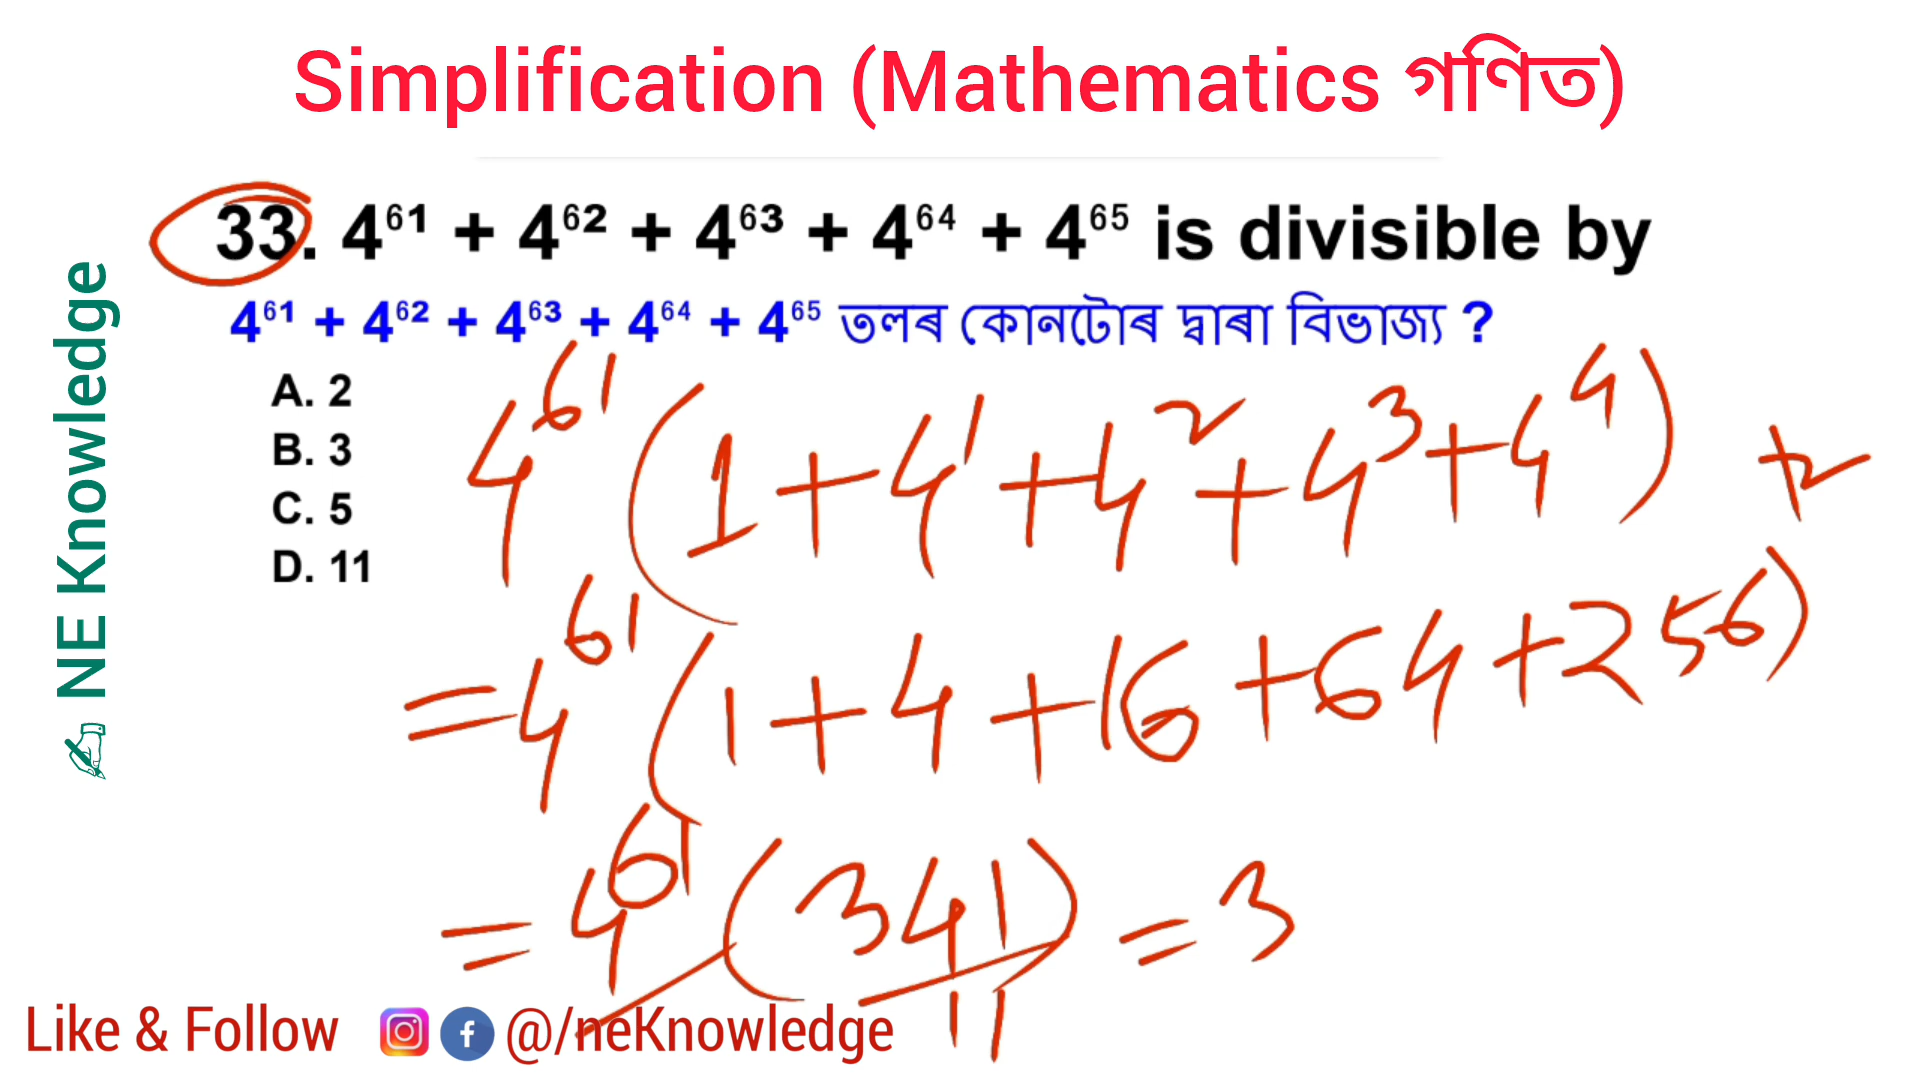 Simplification (Mathematics গণিত)
33. 4⁶¹ + 4⁶² + 4⁶³ + 4⁶⁴ + 4⁶⁵ is divisible by
4⁶¹ + 4⁶² + 4⁶³ + 4⁶⁴ + 4⁶⁵ তলৰ কোনটোৰ দ্বাৰা বিভাজ্য ?
A. 2
B. 3
C. 5
D. 11
4⁶¹ (1 + 4¹ + 4² + 4³ + 4⁴)
= 4⁶¹ (1 + 4 + 16 + 64 + 256)
= 4⁶¹ (341) = 3
11
NE Knowledge
Like & Follow @/neKnowledge